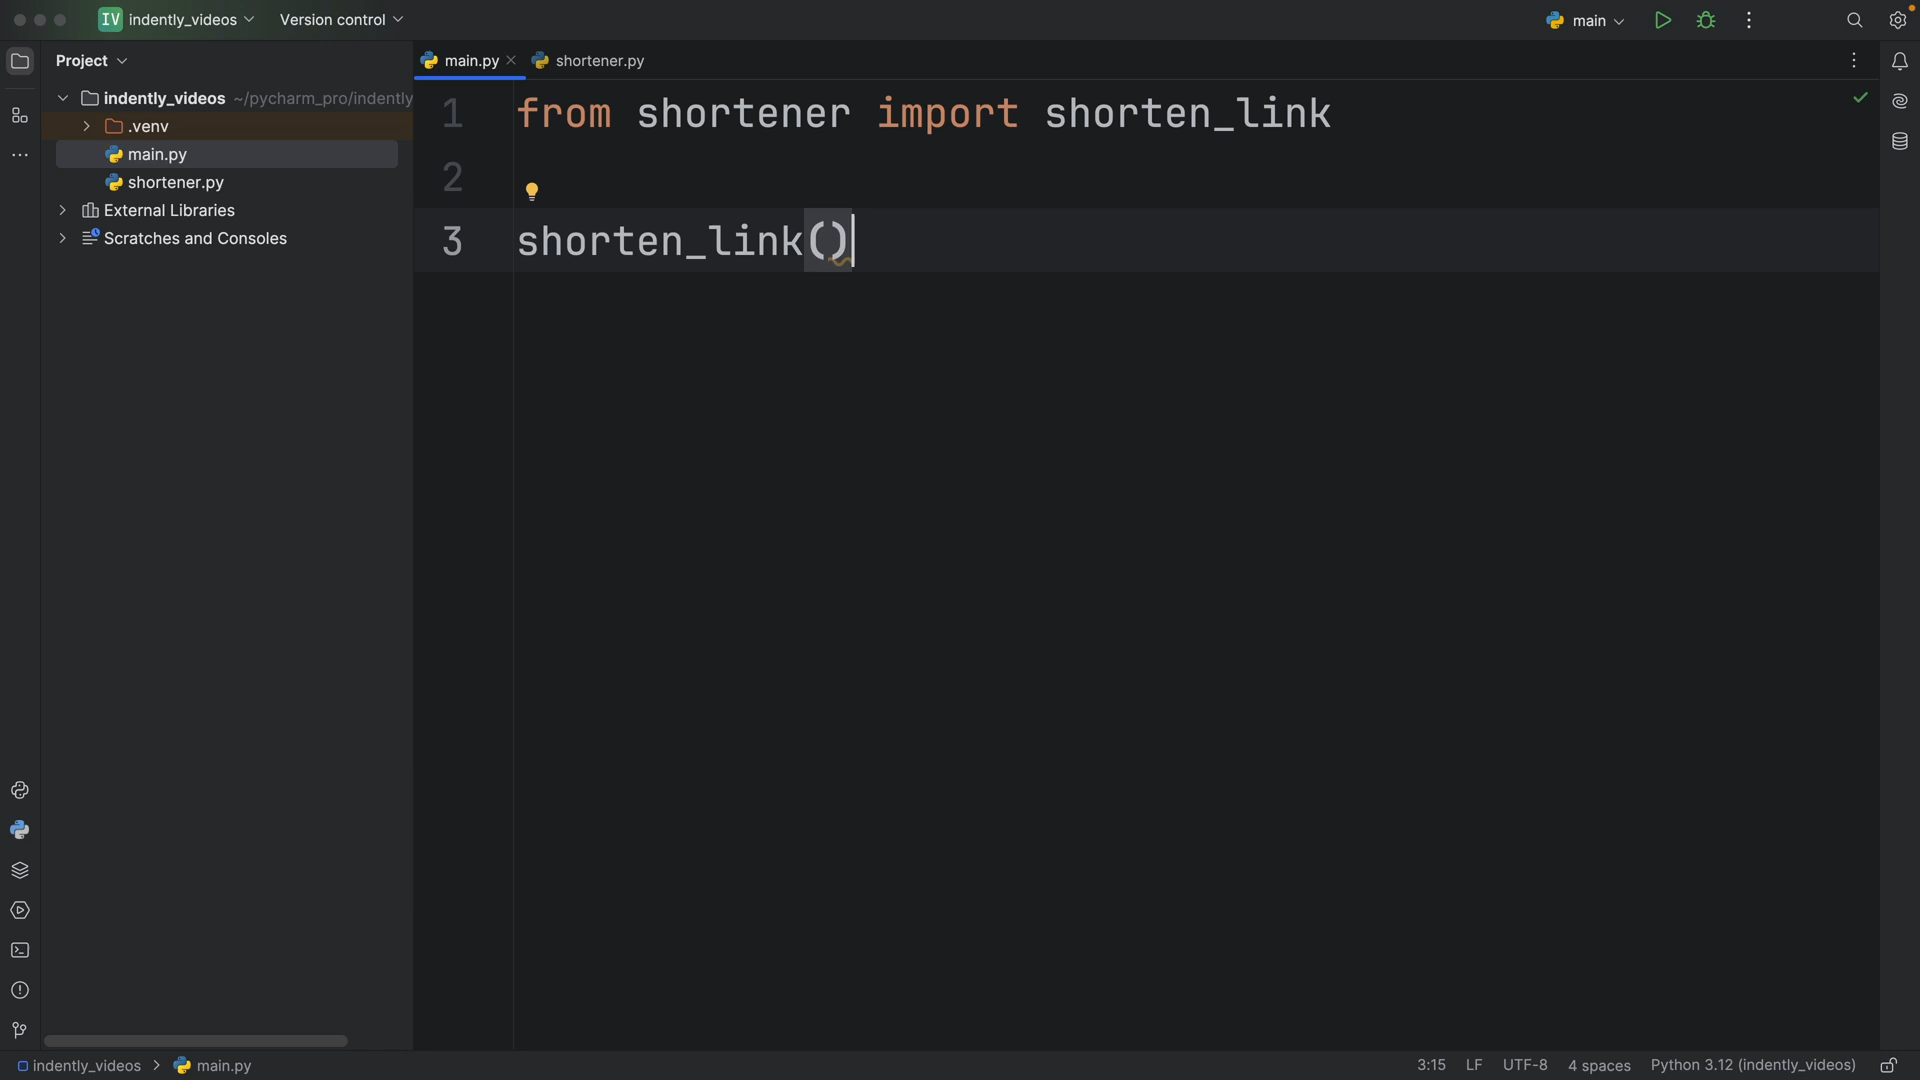 IV indently_videos Version control main
Project
main.py shortener.py
indently_videos ~/pycharm_pro/indently
.venv
main.py
shortener.py
External Libraries
Scratches and Consoles
1 from shortener import shorten_link
2
3 shorten_link()
indently_videos > main.py 3:15 LF UTF-8 4 spaces Python 3.12 (indently_videos)